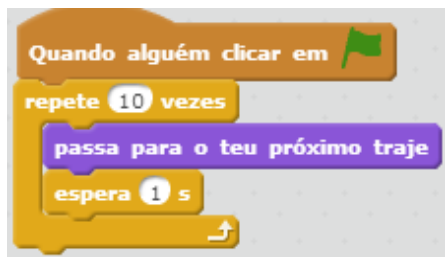 Quando alguém clicar em
repete 10 vezes
passa para o teu próximo traje
espera 1 s